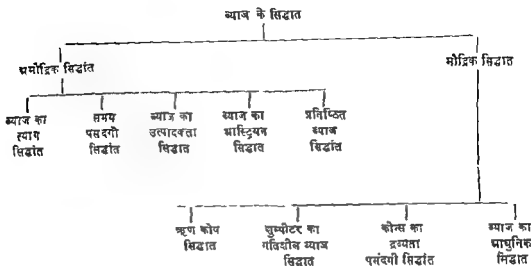 ब्याज के सिद्धांत
अमौद्रिक सिद्धांत
मौद्रिक सिद्धांत
ब्याज का
त्याग
सिद्धांत
समय
पसंदगी
सिद्धांत
ब्याज का
उत्पादकता
सिद्धांत
ब्याज का
आस्ट्रियन
सिद्धांत
प्रतिष्ठित
ब्याज
सिद्धांत
ऋण कोष
सिद्धांत
शुम्पीटर का
गतिशील ब्याज
सिद्धांत
कीन्स का
द्रव्यता
पसंदगी सिद्धांत
ब्याज का
आधुनिक
सिद्धांत